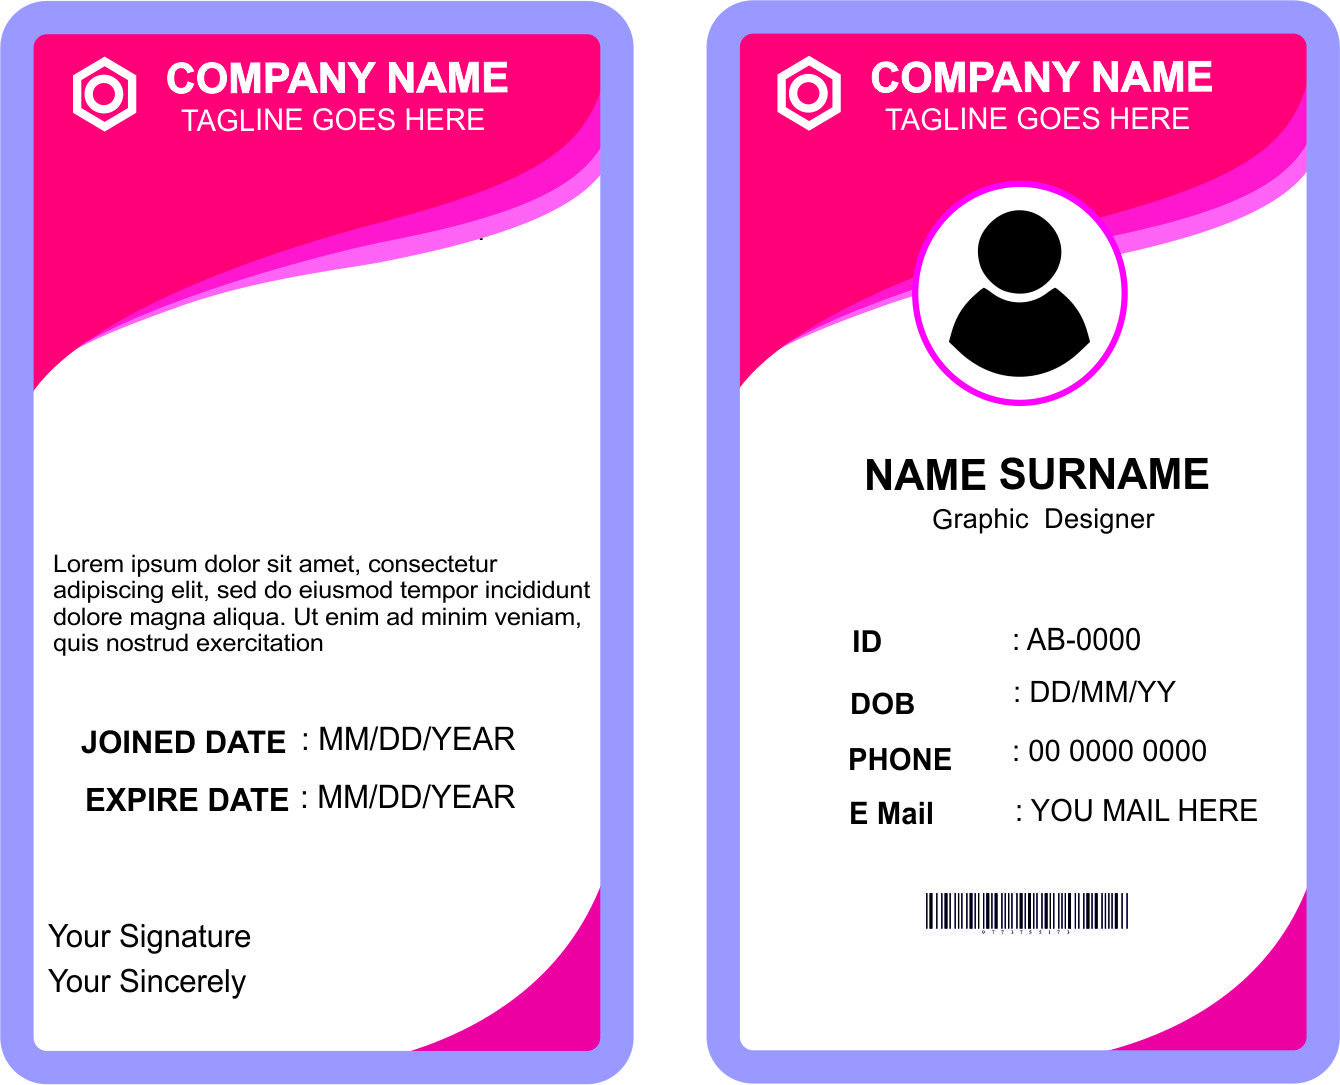 COMPANY NAME
TAGLINE GOES HERE
Lorem ipsum dolor sit amet, consectetur
adipiscing elit, sed do eiusmod tempor incididunt
dolore magna aliqua. Ut enim ad minim veniam,
quis nostrud exercitation
JOINED DATE : MM/DD/YEAR
EXPIRE DATE : MM/DD/YEAR
Your Signature
Your Sincerely
COMPANY NAME
TAGLINE GOES HERE
NAME SURNAME
Graphic Designer
ID : AB-0000
DOB : DD/MM/YY
PHONE : 00 0000 0000
E Mail : YOU MAIL HERE